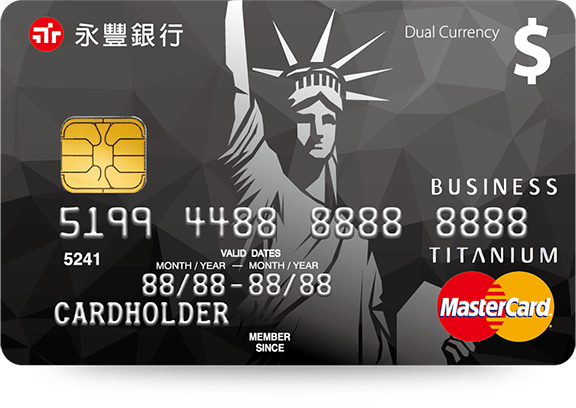 永豐銀行
Dual Currency
$
BUSINESS
5199 4488 8888 8888
5241
TITANIUM
VALID DATES
MONTH / YEAR — MONTH / YEAR
88/88-88/88
CARDHOLDER
MasterCard
MEMBER
SINCE